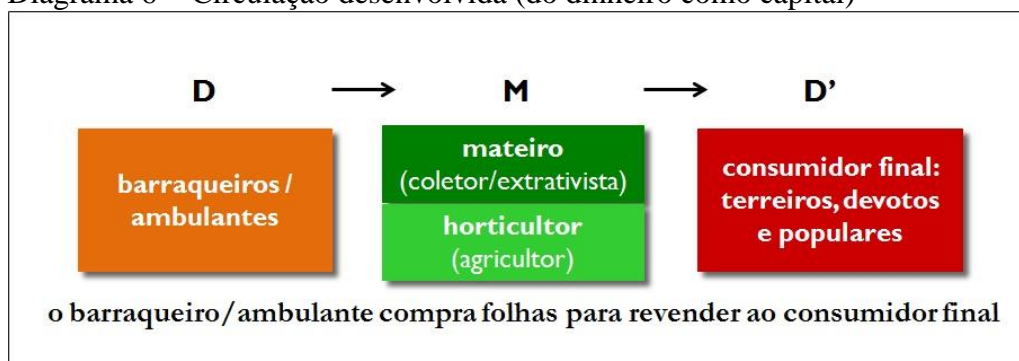 Diagrama 6 – Circulação desenvolvida (do dinheiro como capital)
D → M → D’
barraqueiros /
ambulantes
mateiro
(coletor/extrativista)
horticultor
(agricultor)
consumidor final:
terreiros, devotos
e populares
o barraqueiro/ambulante compra folhas para revender ao consumidor final